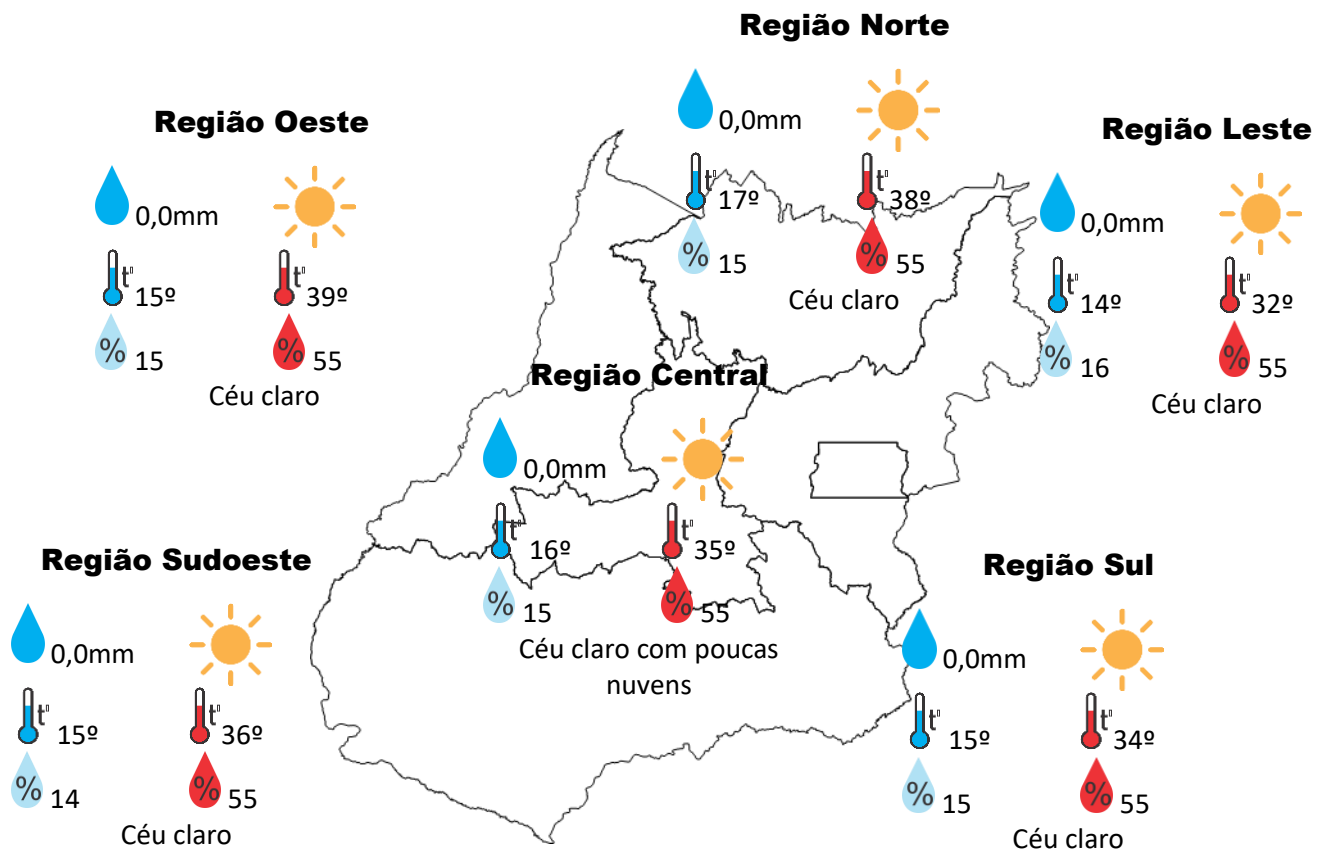 Região Norte
0,0mm
t° 17º
t° 38º
% 15
% 55
Céu claro
Região Oeste
0,0mm
t° 15º
t° 39º
% 15
% 55
Céu claro
Região Leste
0,0mm
t° 14º
t° 32º
% 16
% 55
Céu claro
Região Central
0,0mm
t° 16º
t° 35º
% 15
% 55
Céu claro com poucas
nuvens
Região Sudoeste
0,0mm
t° 15º
t° 36º
% 14
% 55
Céu claro
Região Sul
0,0mm
t° 15º
t° 34º
% 15
% 55
Céu claro